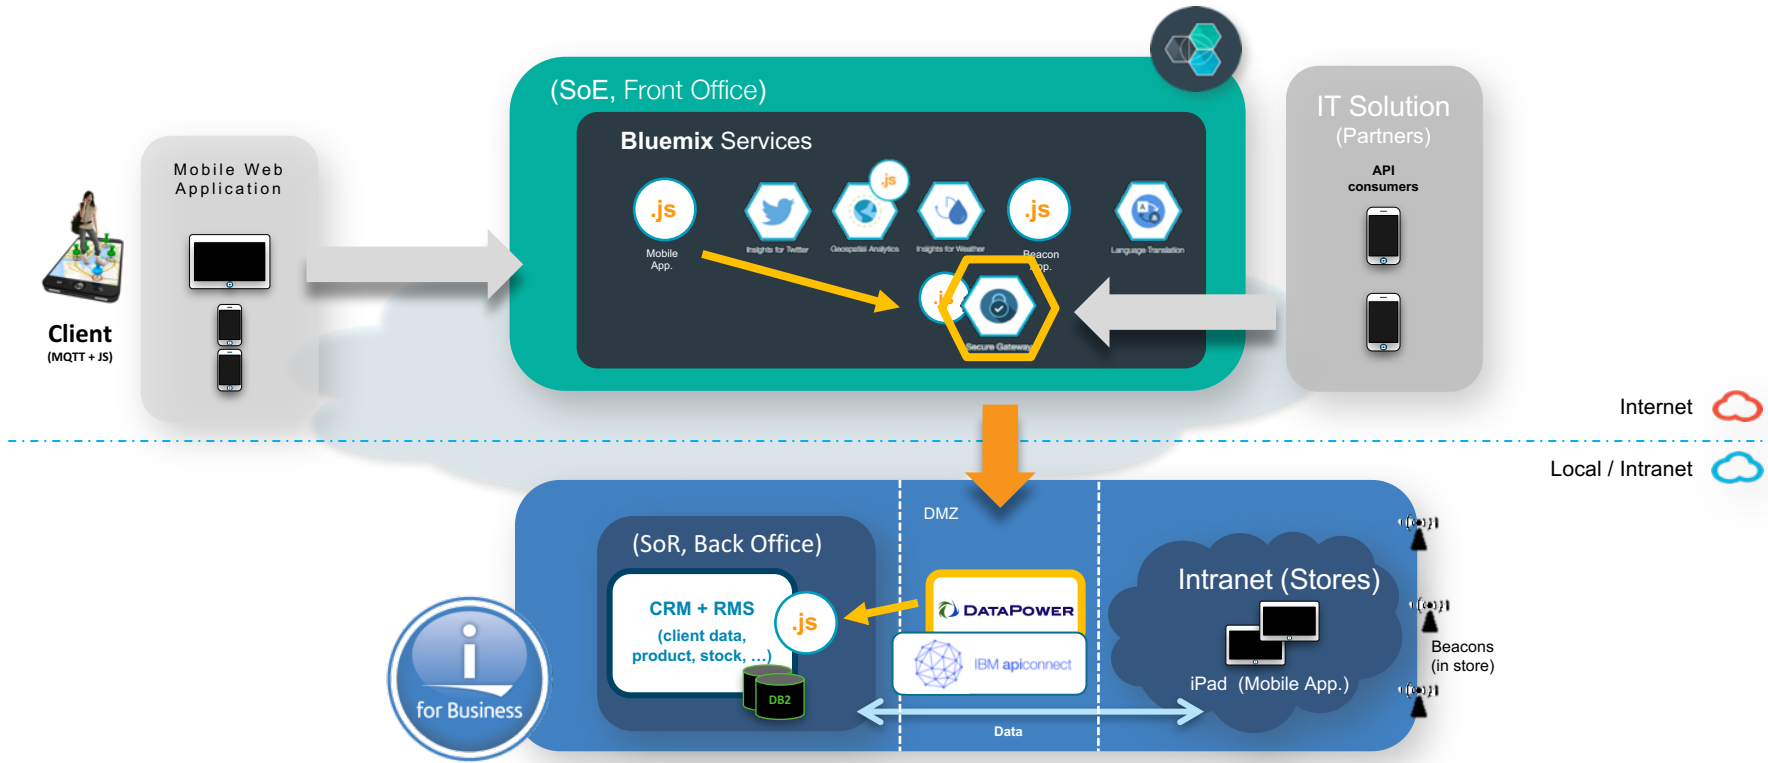 (SoE, Front Office)
Bluemix Services
IT Solution
(Partners)
API
consumers
Mobile Web
Application
.js
Mobile
App.
Insights for Twitter
.js
Geospatial Analytics
Insights for Weather
.js
Beacon
App.
Language Translation
.js
Secure Gateway
Client
(MQTT + JS)
Internet
Local / Intranet
DMZ
(SoR, Back Office)
CRM + RMS
(client data,
product, stock, ...)
.js
DB2
DATAPOWER
IBM apiconnect
Intranet (Stores)
iPad (Mobile App.)
Beacons
(in store)
Data
i
for Business